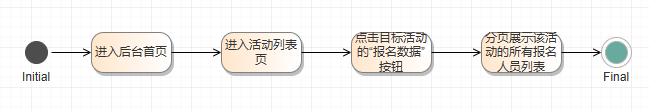 进入后台首页
进入活动列表
页
点击目标活动
的“报名数据”
按钮
分页展示该活
动的所有报名
人员列表
Initial
Final